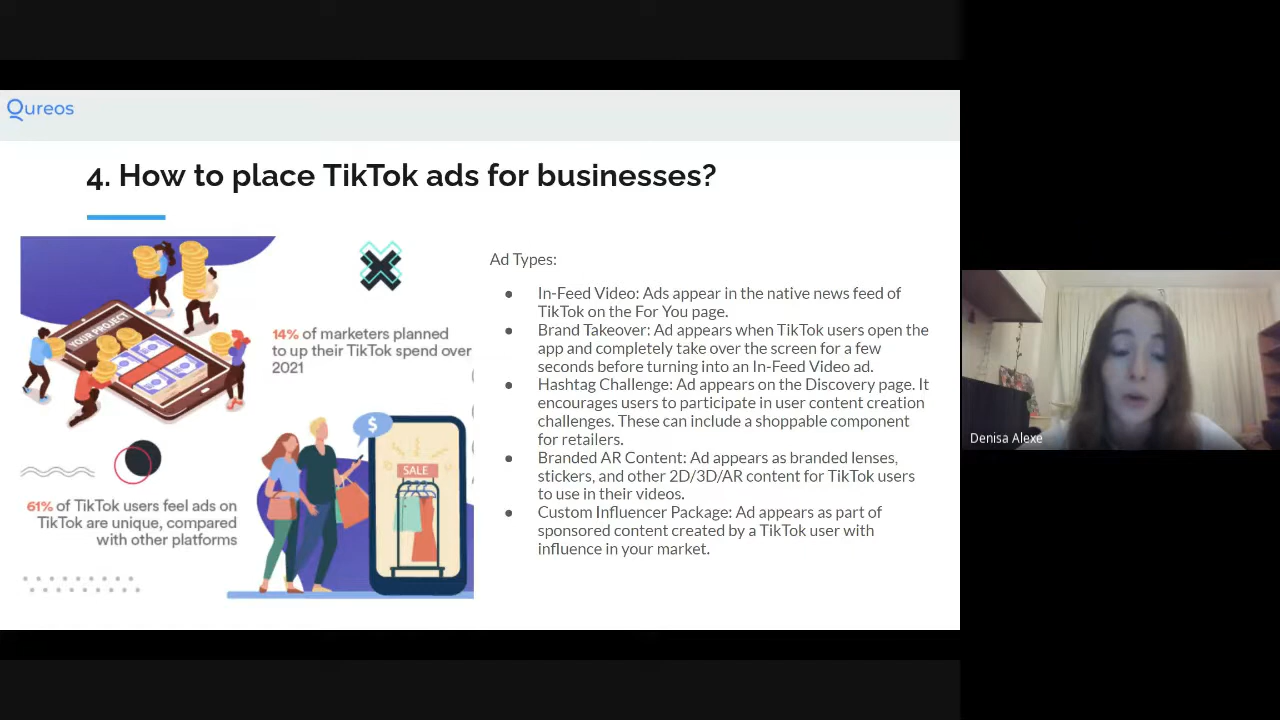 Qureos
4. How to place TikTok ads for businesses?
YOUR PROJECT
14% of marketers planned
to up their TikTok spend over
2021
$
SALE
61% of TikTok users feel ads on
TikTok are unique, compared
with other platforms
Ad Types:
● In-Feed Video: Ads appear in the native news feed of
TikTok on the For You page.
● Brand Takeover: Ad appears when TikTok users open the
app and completely take over the screen for a few
seconds before turning into an In-Feed Video ad.
● Hashtag Challenge: Ad appears on the Discovery page. It
encourages users to participate in user content creation
challenges. These can include a shoppable component
for retailers.
● Branded AR Content: Ad appears as branded lenses,
stickers, and other 2D/3D/AR content for TikTok users
to use in their videos.
● Custom Influencer Package: Ad appears as part of
sponsored content created by a TikTok user with
influence in your market.
Denisa Alexe